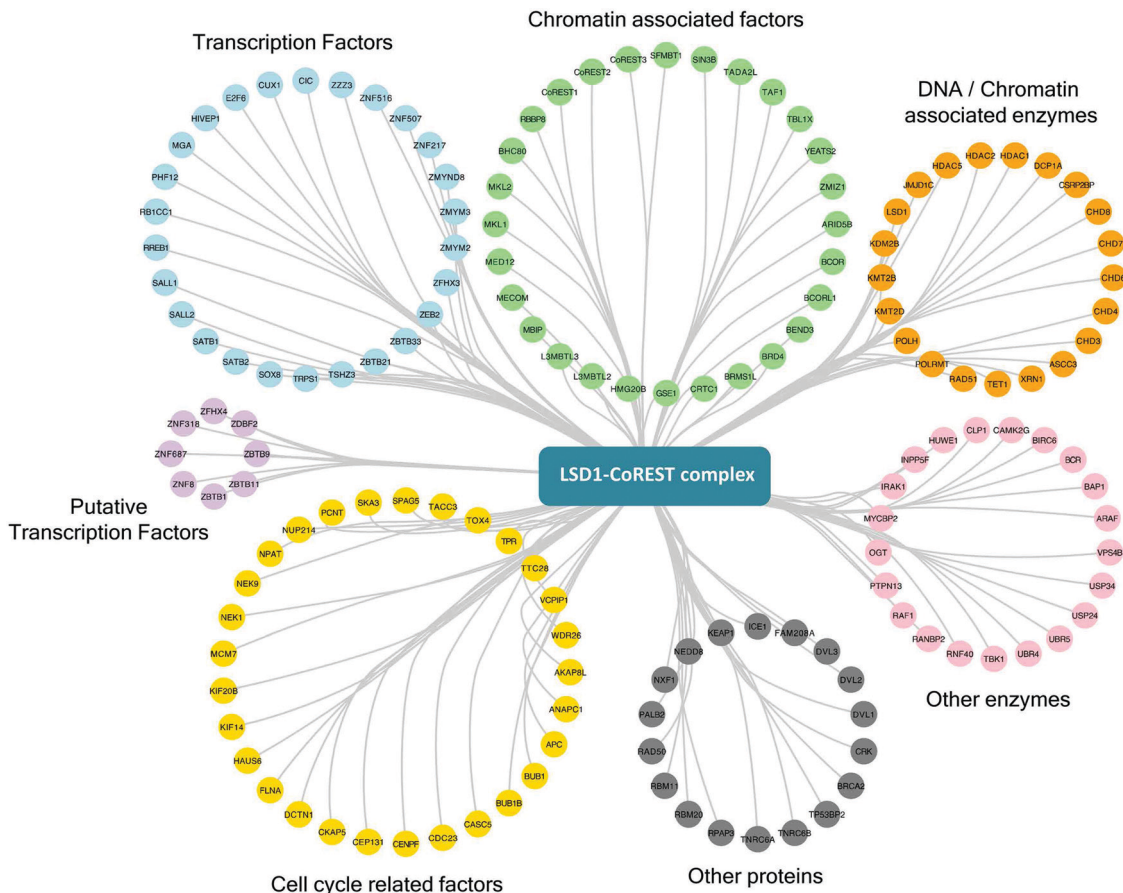 Chromatin associated factors
Transcription Factors
DNA / Chromatin
associated enzymes
CUX1
CIC
ZZZ3
E2F6
ZNF516
HIVEP1
ZNF507
MGA
ZNF217
PHF12
ZMYND8
RB1CC1
ZMYM3
RREB1
ZMYM2
SALL1
ZFHX3
SALL2
ZEB2
SATB1
ZBTB33
SATB2
ZBTB21
SOX8
TRPS1
TSHZ3
CoREST3
SFMBT1
SIN3B
CoREST2
TADA2L
CoREST1
TAF1
RBBP8
TBL1X
BHC80
YEATS2
MKL2
ZMIZ1
MKL1
ARID5B
MED12
BCOR
MECOM
BCORL1
MBIP
BEND3
L3MBTL3
BRD4
L3MBTL2
BRMS1L
HMG20B
GSE1
CRTC1
HDAC2
HDAC1
HDAC5
DCP1A
JMJD1C
CSRP2BP
LSD1
CHD8
KDM2B
CHD7
KMT2B
CHD6
KMT2D
CHD4
POLH
CHD3
POLRMT
ASCC3
RAD51
TET1
XRN1
ZFHX4
ZNF318
ZDBF2
ZNF687
ZBTB9
ZNF8
ZBTB11
ZBTB1
Putative
Transcription Factors
LSD1-CoREST complex
CLP1
CAMK2G
HUWE1
BIRC6
INPP5F
BCR
IRAK1
BAP1
MYCBP2
ARAF
OGT
VPS4B
PTPN13
USP34
RAF1
USP24
RANBP2
UBR5
RNF40
TBK1
UBR4
Other enzymes
SKA3
SPAG5
TACC3
PCNT
TOX4
NUP214
TPR
NPAT
TTC28
NEK9
VCPIP1
NEK1
WDR26
MCM7
AKAP8L
KIF20B
ANAPC1
KIF14
APC
HAUS6
BUB1
FLNA
BUB1B
DCTN1
CASC5
CKAP5
CDC23
CEP131
CENPF
Cell cycle related factors
ICE1
KEAP1
FAM208A
NEDD8
DVL3
NXF1
DVL2
PALB2
DVL1
RAD50
CRK
RBM11
BRCA2
RBM20
TP53BP2
RPAP3
TNRC6B
TNRC6A
Other proteins